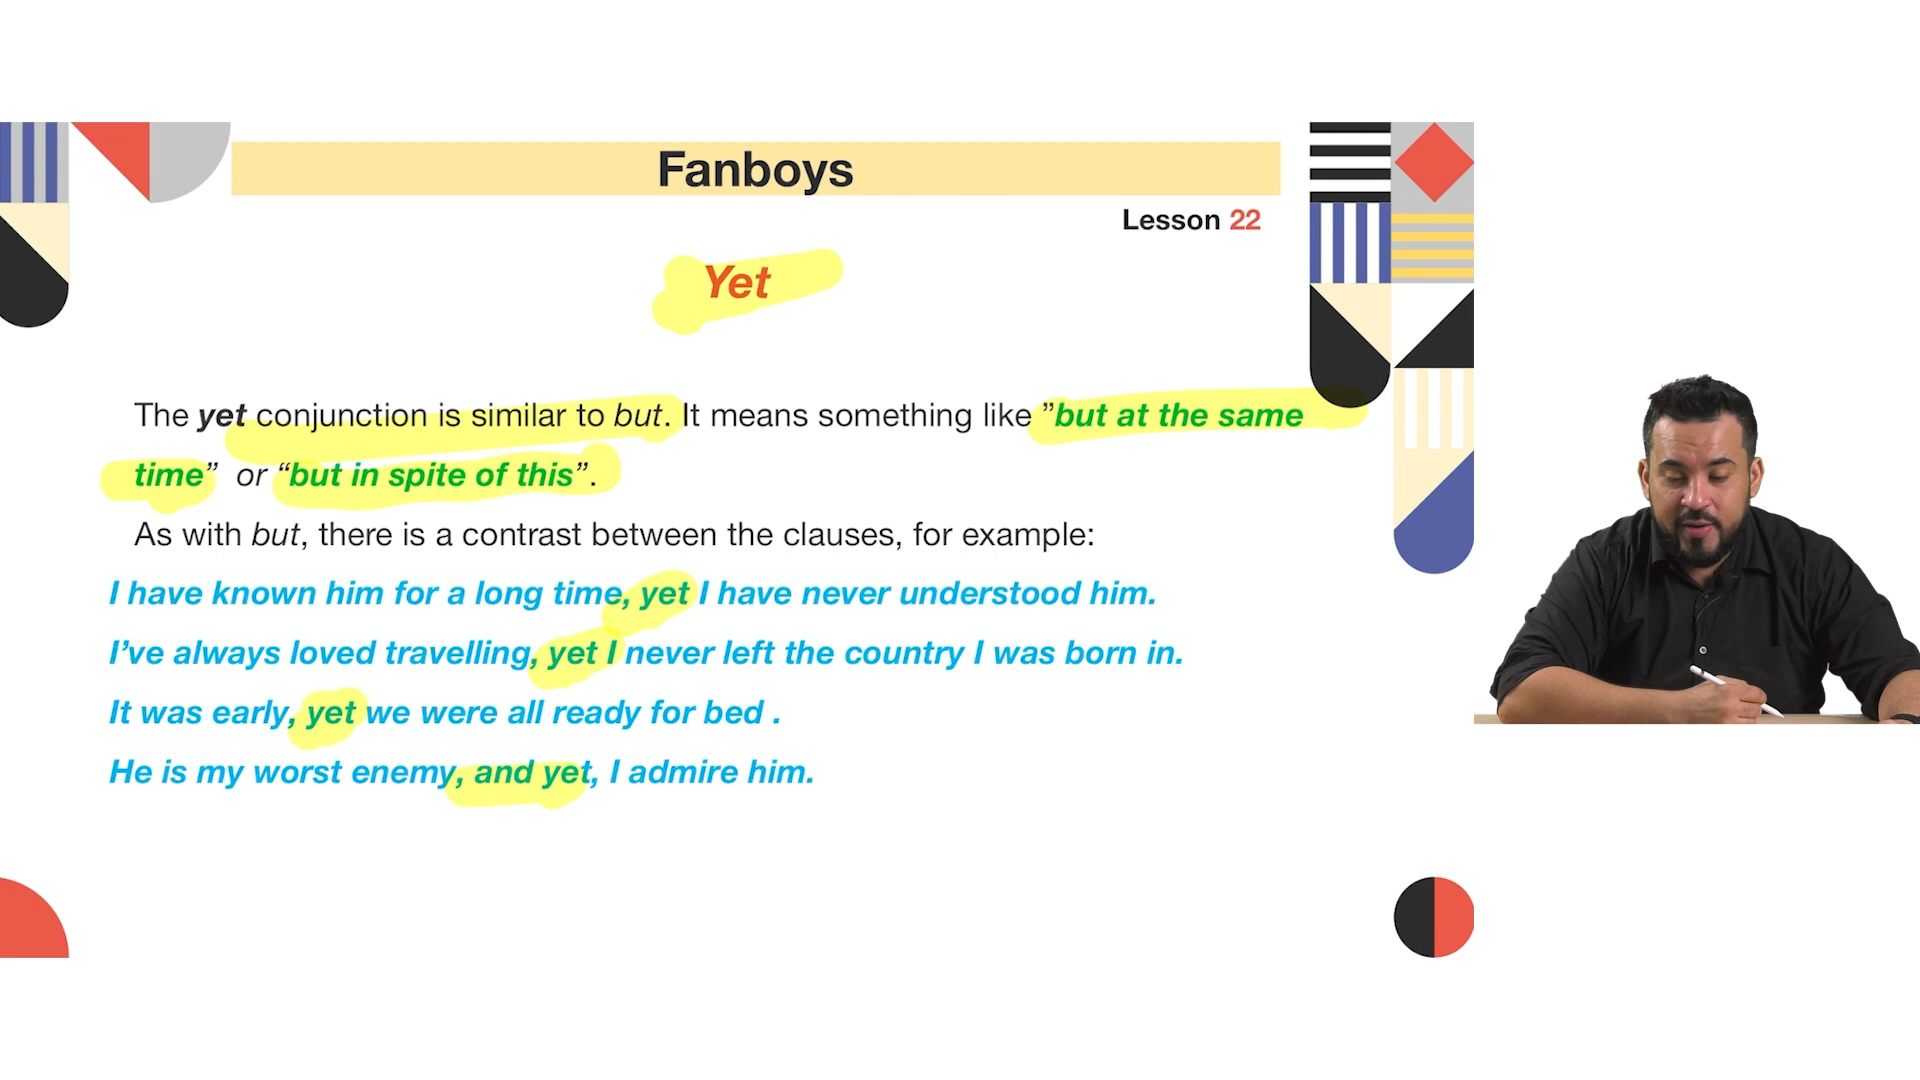 Fanboys
Lesson 22
Yet
The yet conjunction is similar to but. It means something like ”but at the same
time” or “but in spite of this”.
As with but, there is a contrast between the clauses, for example:
I have known him for a long time, yet I have never understood him.
I’ve always loved travelling, yet I never left the country I was born in.
It was early, yet we were all ready for bed .
He is my worst enemy, and yet, I admire him.